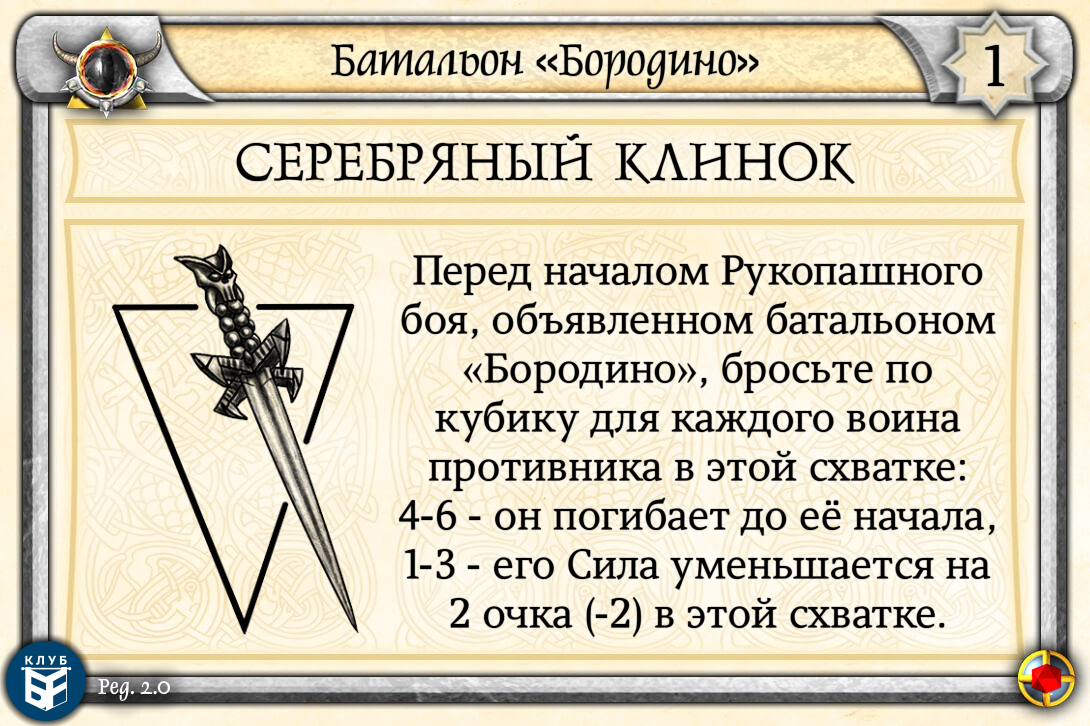 Батальон «Бородино»
1
СЕРЕБРЯНЫЙ КЛИНОК
Перед началом Рукопашного
боя, объявленном батальоном
«Бородино», бросьте по
кубику для каждого воина
противника в этой схватке:
4-6 - он погибает до её начала,
1-3 - его Сила уменьшается на
2 очка (-2) в этой схватке.
КЛУБ
Ред. 2.0